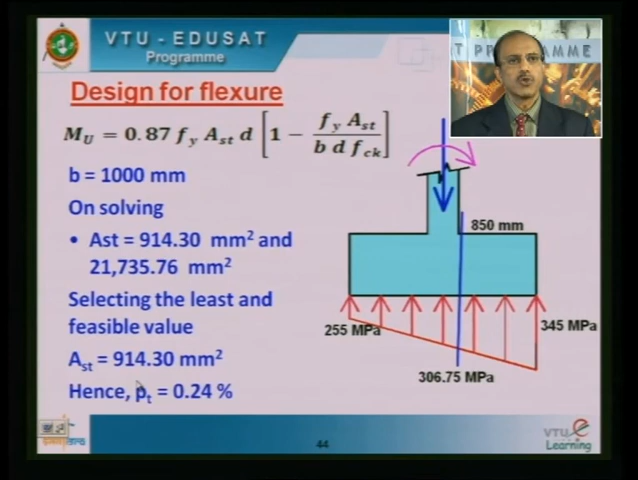 VTU - EDUSAT
Programme
T PROGRAMME
Design for flexure
M_U = 0.87 f_y A_st d [1 - f_y A_st / b d f_ck]
b = 1000 mm
On solving
• Ast = 914.30 mm² and
21,735.76 mm²
Selecting the least and
feasible value
A_st = 914.30 mm²
Hence, p_t = 0.24 %
850 mm
255 MPa
345 MPa
306.75 MPa
44
VTU e
Learning